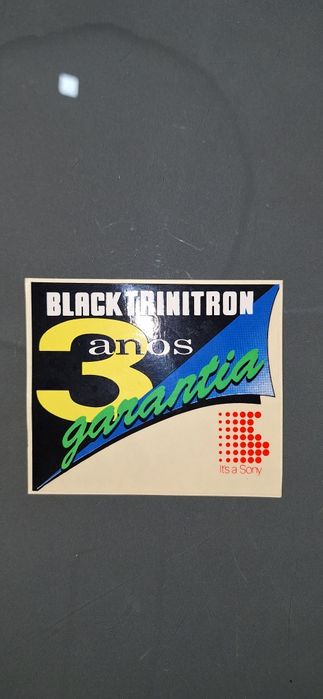 BLACK TRINITRON
3 anos
garantia
It's a Sony